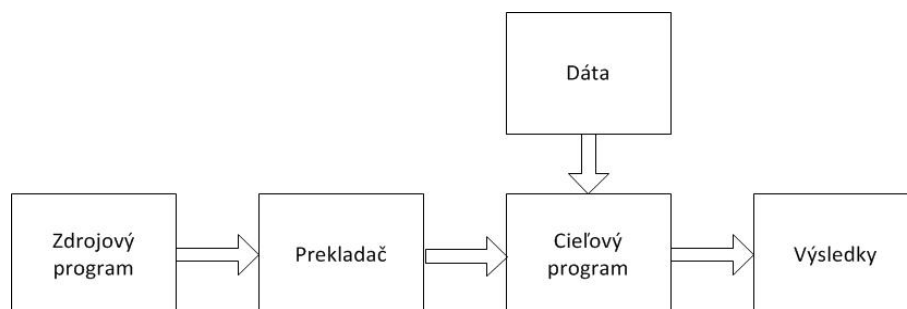 Dáta
Zdrojový
program
Prekladač
Cieľový
program
Výsledky